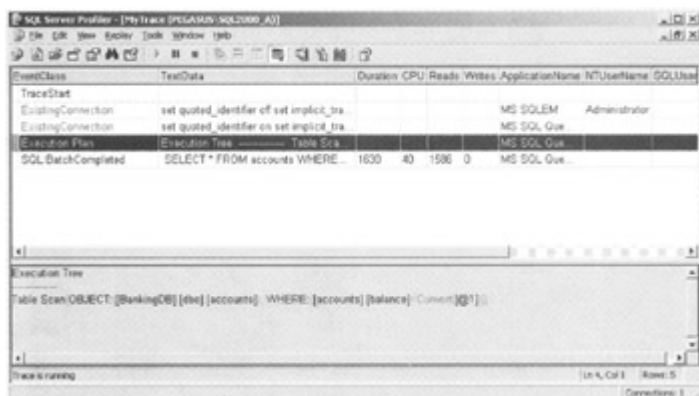 SQL Server Profiler - [MyTrace (PEGASUS\SQL2000_A)]
File Edit View Replay Tools Window Help
EventClass TextData Duration CPU Reads Writes ApplicationName NTUserName SQLUser
TraceStart
ExistingConnection set quoted_identifier off set implicit_tra... MS SQLEM Administrator
ExistingConnection set quoted_identifier on set implicit_tra... MS SQL Que...
Execution Plan Execution Tree -------------- Table Sca... MS SQL Que...
SQL:BatchCompleted SELECT * FROM accounts WHERE... 1630 40 1586 0 MS SQL Que...
Execution Tree
--------------
Table Scan(OBJECT:([BankingDB].[dbo].[accounts]), WHERE:([accounts].[balance]
Trace is running Ln 4, Col 1 Rows: 5
Connections: 1